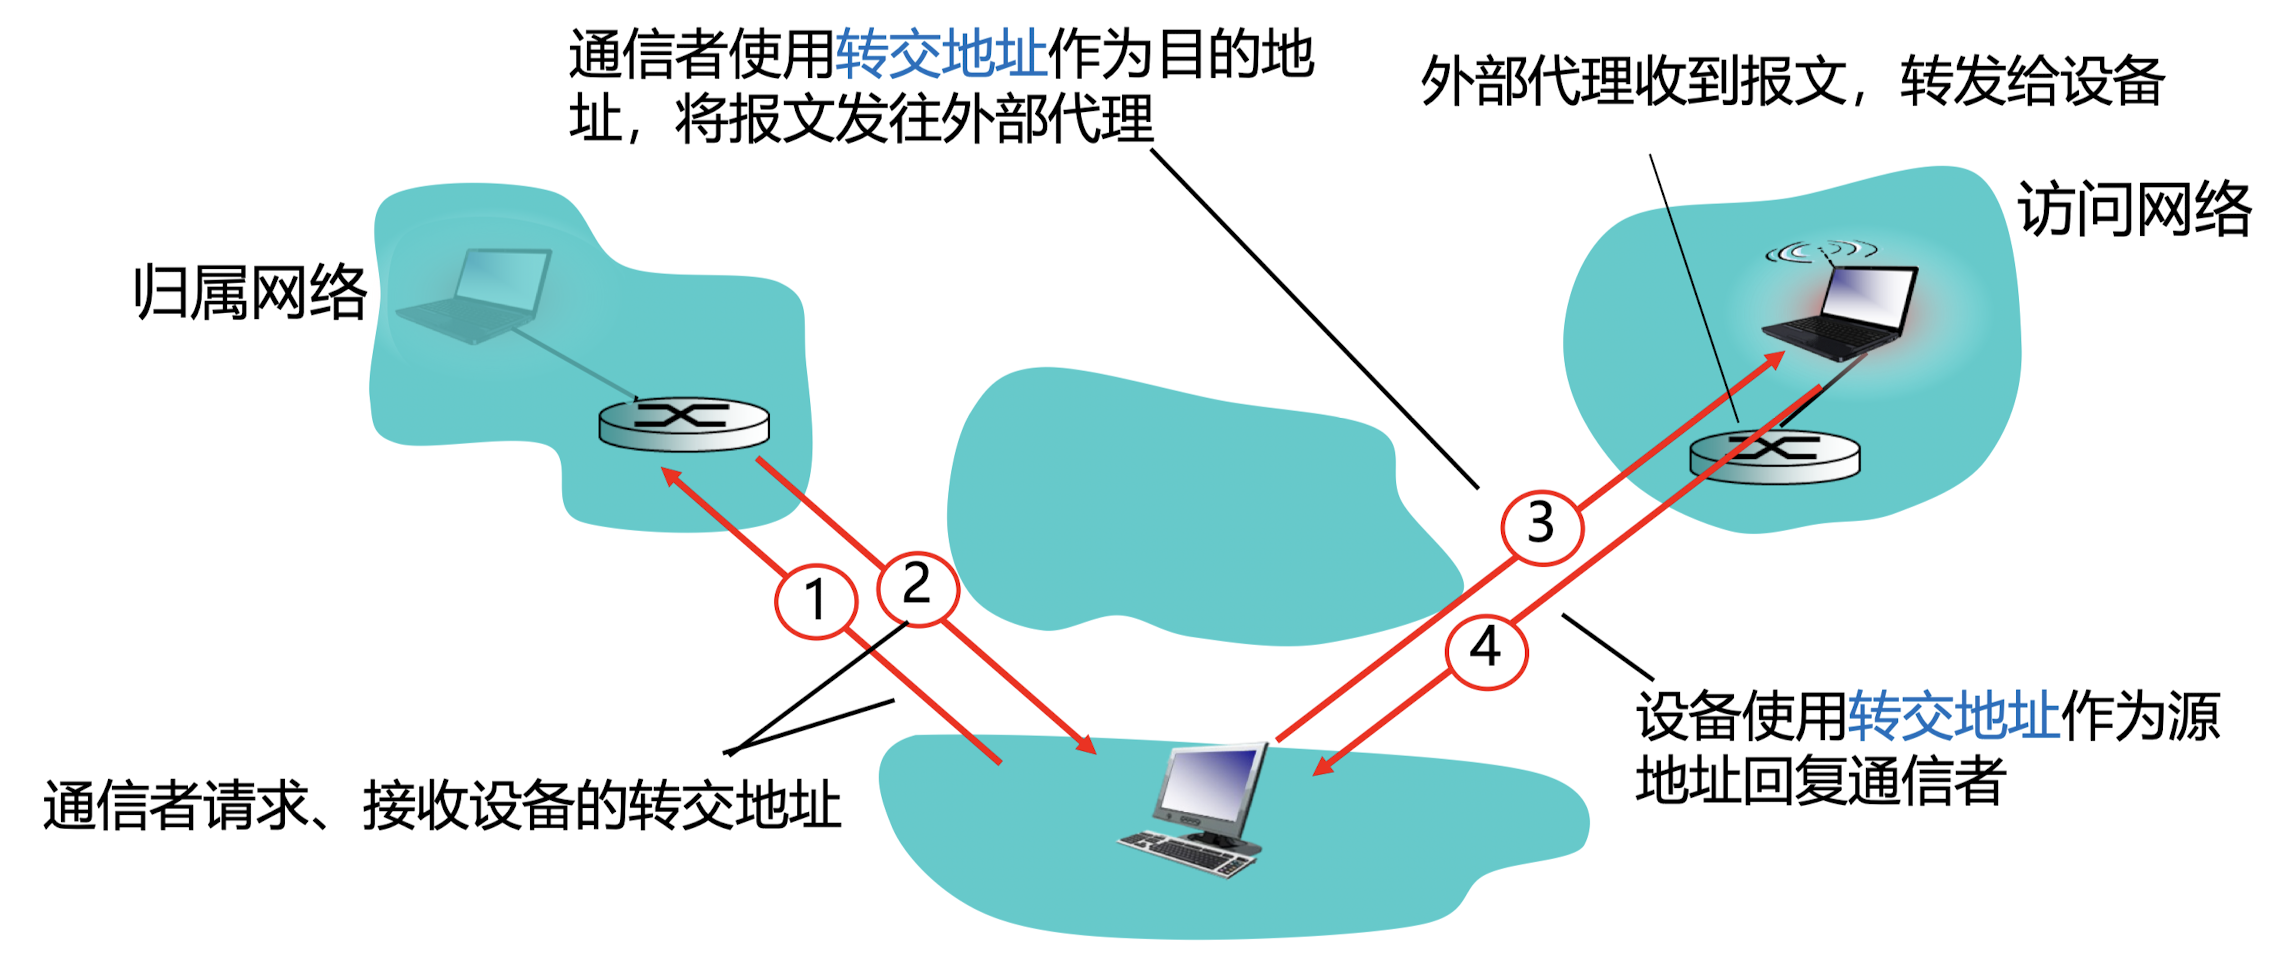 通信者使用转交地址作为目的地
址，将报文发往外部代理
外部代理收到报文，转发给设备
访问网络
归属网络
3
1
2
4
设备使用转交地址作为源
地址回复通信者
通信者请求、接收设备的转交地址